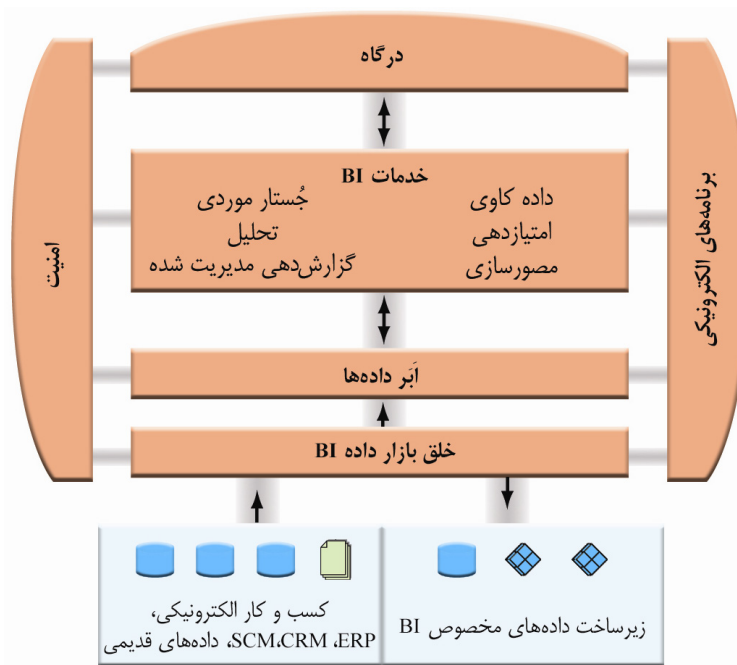 درگاه
خدمات BI
داده کاوی
امتیازدهی
مصورسازی
جُستار موردی
تحلیل
گزارش‌دهی مدیریت شده
اَبَر داده‌ها
خلق بازار داده BI
برنامه‌های الکترونیکی
امنیت
زیرساخت داده‌های مخصوص BI
کسب و کار الکترونیکی،
SCM،CRM ،ERP، داده‌های قدیمی